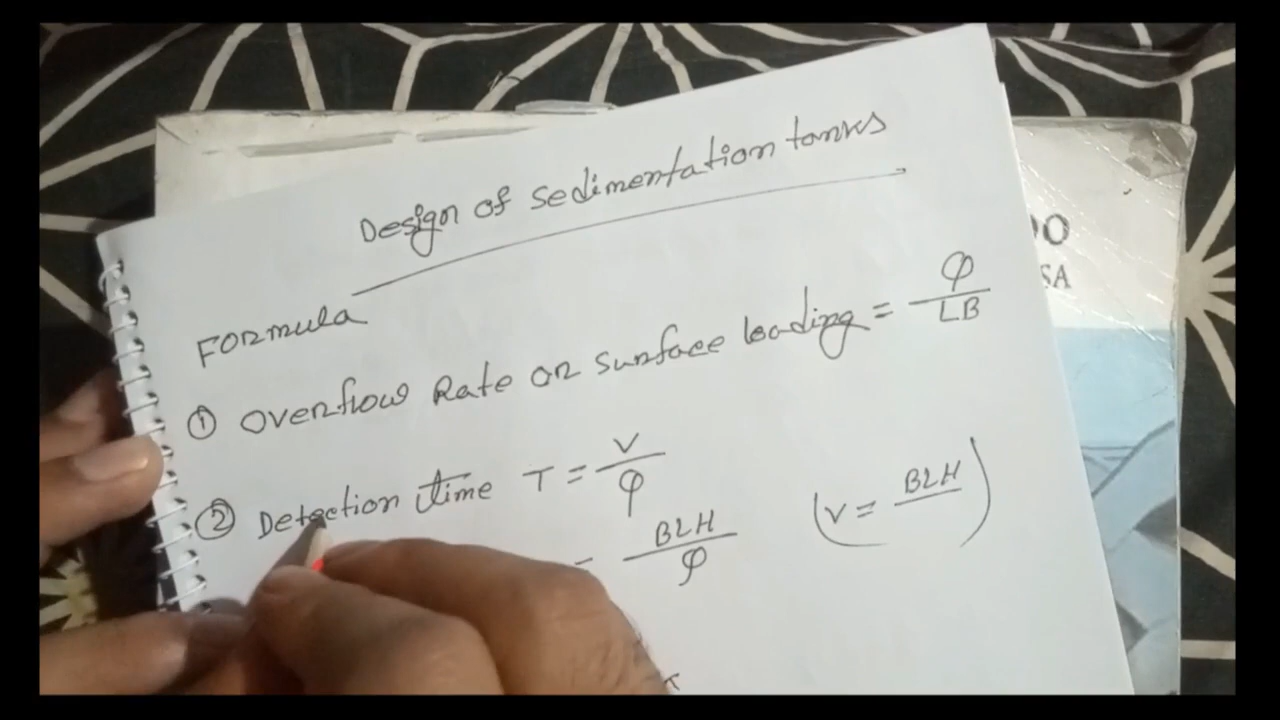 Design of sedimentation tanks
Formula
① Overflow Rate or surface loading = φ/LB
② Detection time T = V/φ
= BLH/φ
(V = BLH)